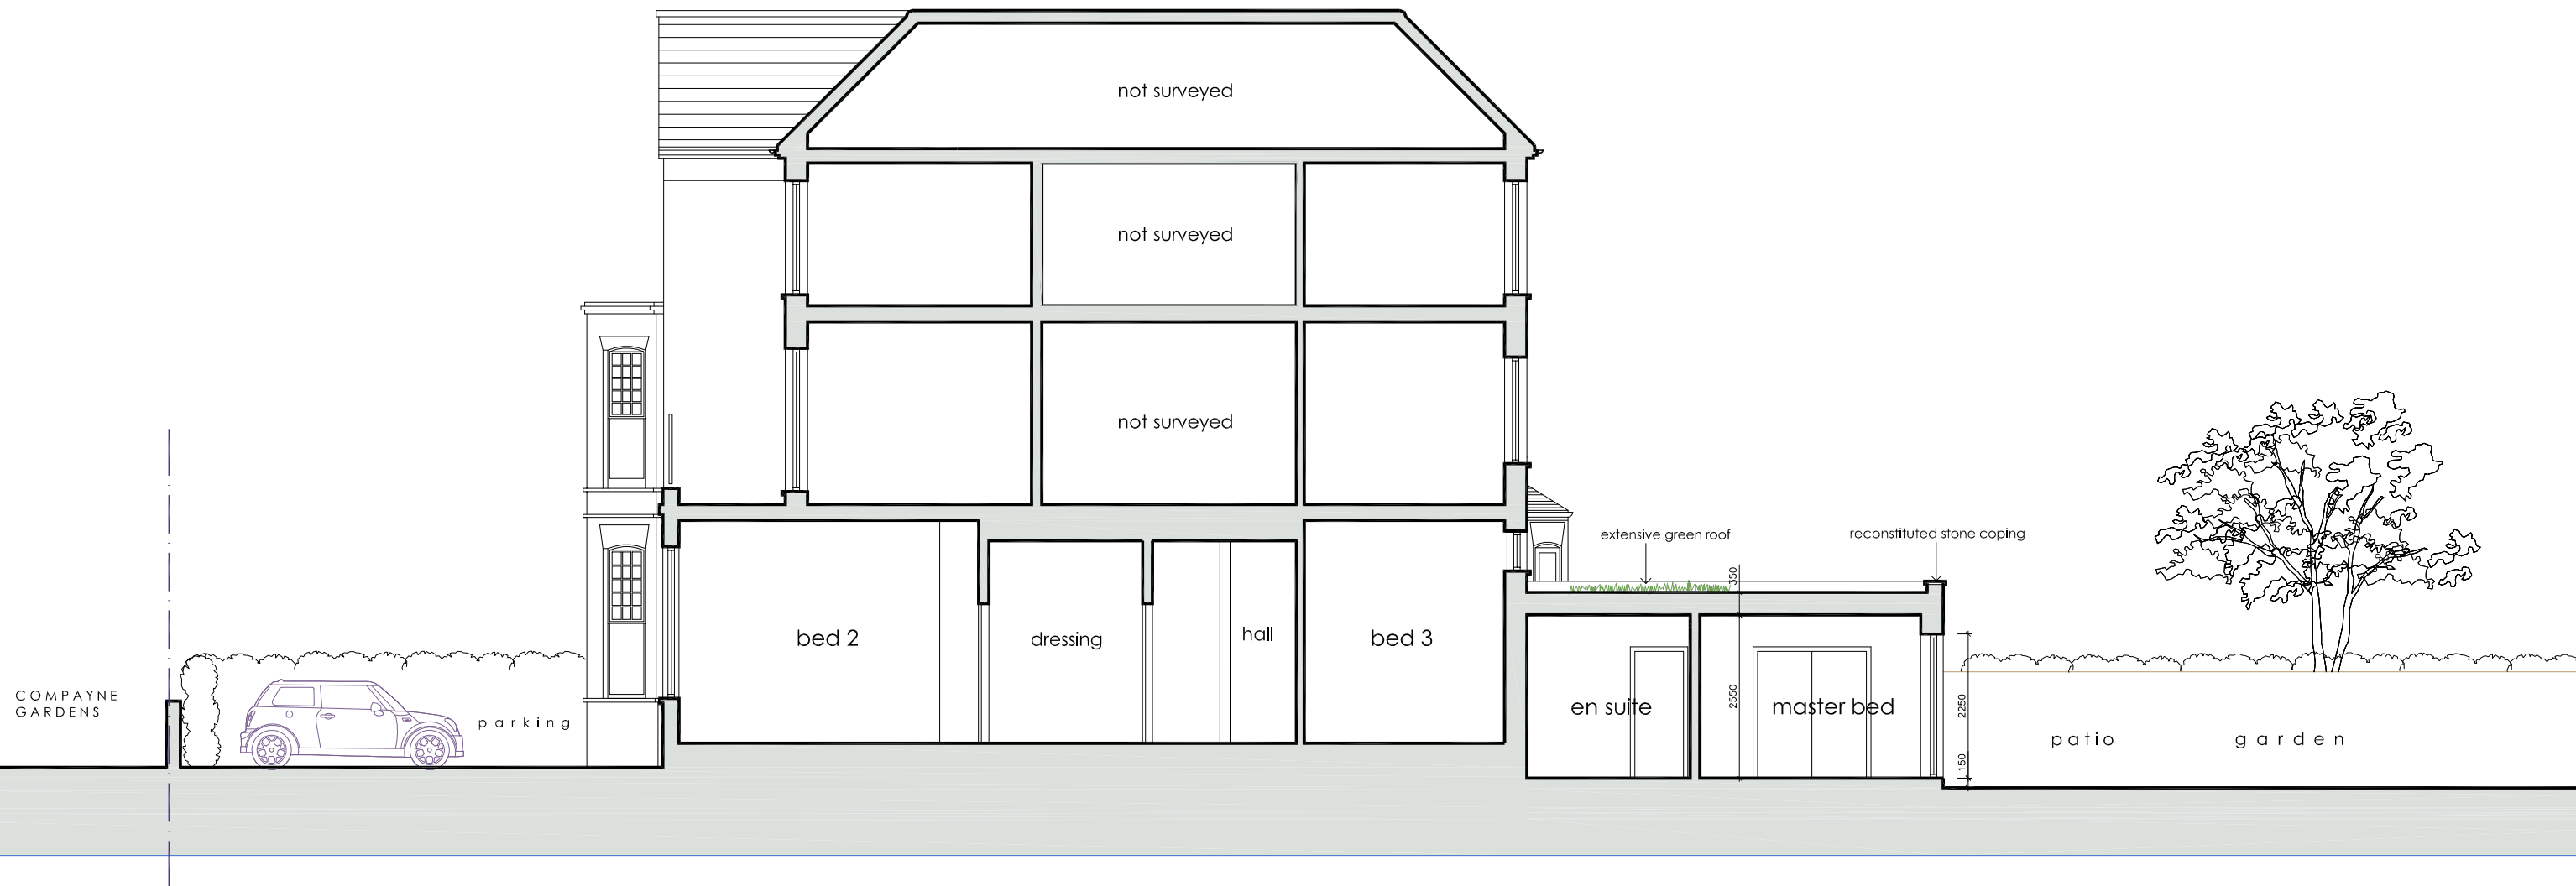 not surveyed
not surveyed
not surveyed
extensive green roof
reconstituted stone coping
350
bed 2
dressing
hall
bed 3
en suite
2550
master bed
2250
150
COMPAYNE
GARDENS
parking
patio
garden